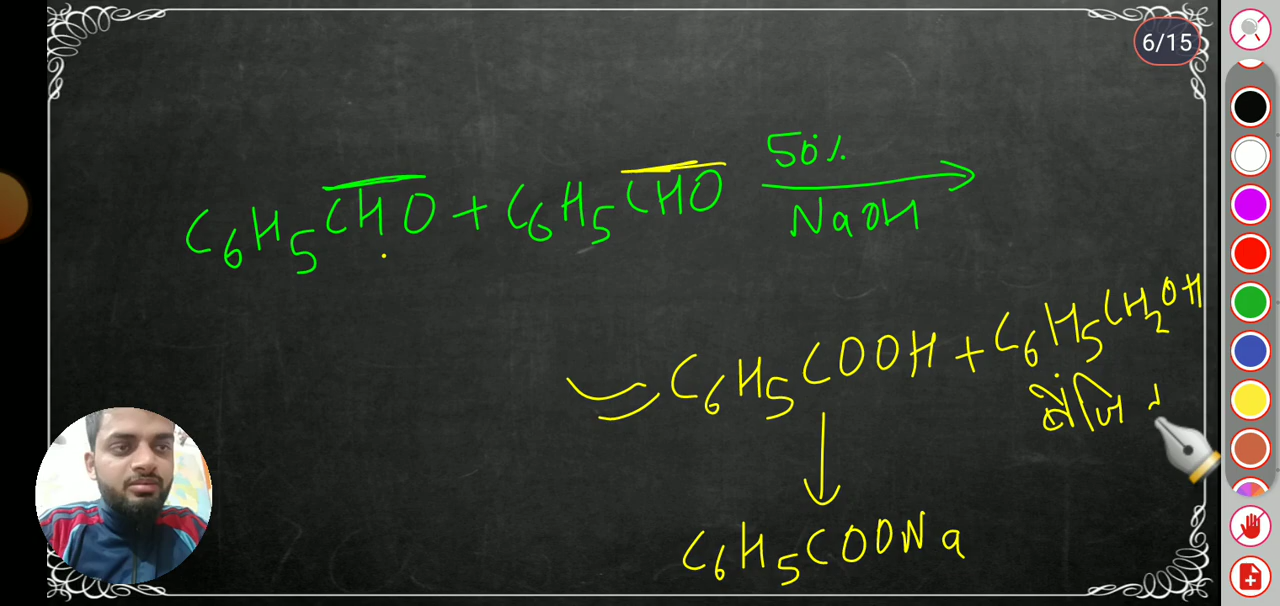 6/15
C6H5CHO + C6H5CHO
50%
NaOH
C6H5COOH + C6H5CH2OH
बेंजि
C6H5COONa